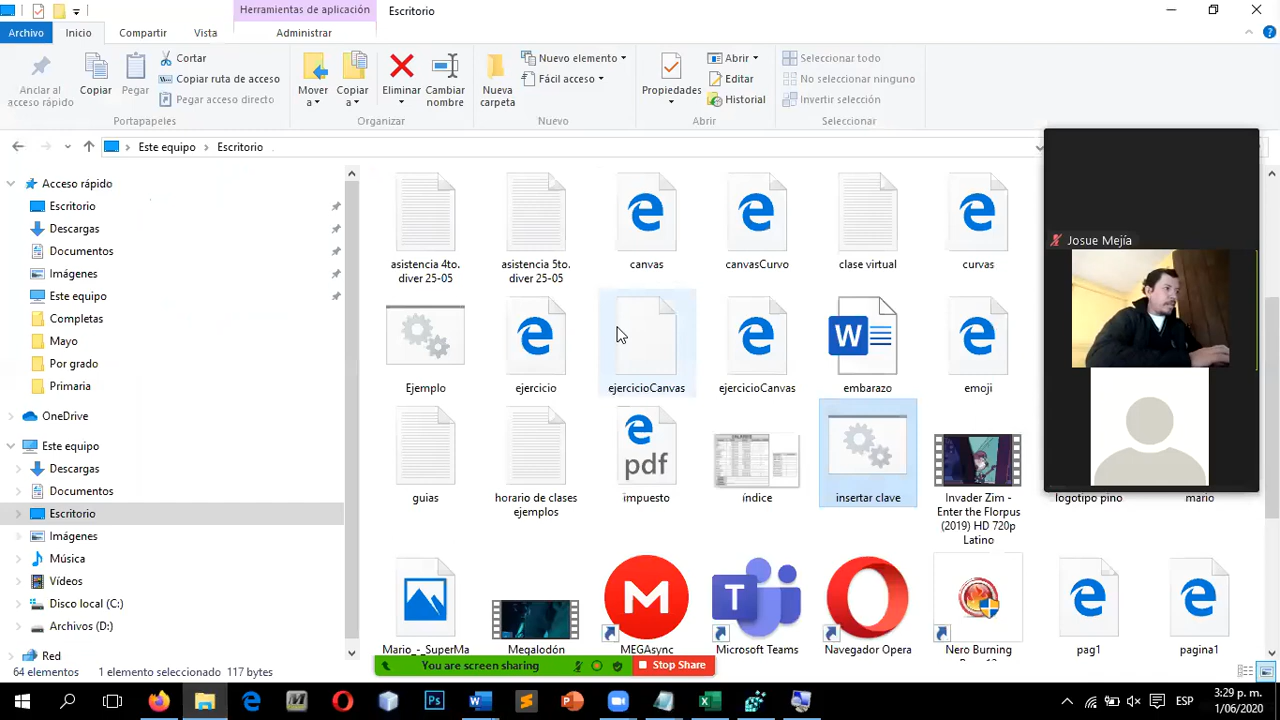 Herramientas de aplicación
Escritorio
Archivo
Inicio
Compartir
Vista
Administrar
Anclar al
acceso rápido
Copiar
Pegar
Cortar
Copiar ruta de acceso
Pegar acceso directo
Portapapeles
Mover
a
Copiar
a
Eliminar
Cambiar
nombre
Organizar
Nueva
carpeta
Nuevo elemento
Fácil acceso
Nuevo
Propiedades
Abrir
Editar
Historial
Abrir
Seleccionar todo
No seleccionar ninguno
Invertir selección
Seleccionar
Este equipo
Escritorio
Acceso rápido
Escritorio
Descargas
Documentos
Imágenes
Este equipo
Completas
Mayo
Por grado
Primaria
OneDrive
Este equipo
Descargas
Documentos
Escritorio
Imágenes
Música
Vídeos
Disco local (C:)
Archivos (D:)
Red
asistencia 4to.
diver 25-05
asistencia 5to.
diver 25-05
canvas
canvasCurvo
clase virtual
curvas
Ejemplo
ejercicio
ejercicioCanvas
ejercicioCanvas
embarazo
emoji
guias
horario de clases
ejemplos
pdf
impuesto
índice
insertar clave
Invader Zim -
Enter the Florpus
(2019) HD 720p
Latino
logotipo pino
mario
Mario_-_SuperMa
Megalodón
MEGAsync
Microsoft Teams
Navegador Opera
Nero Burning
pag1
pagina1
Josue Mejía
64 elementos
1 elemento seleccionado 117 bytes
You are screen sharing
Stop Share
ESP
3:29 p. m.
1/06/2020